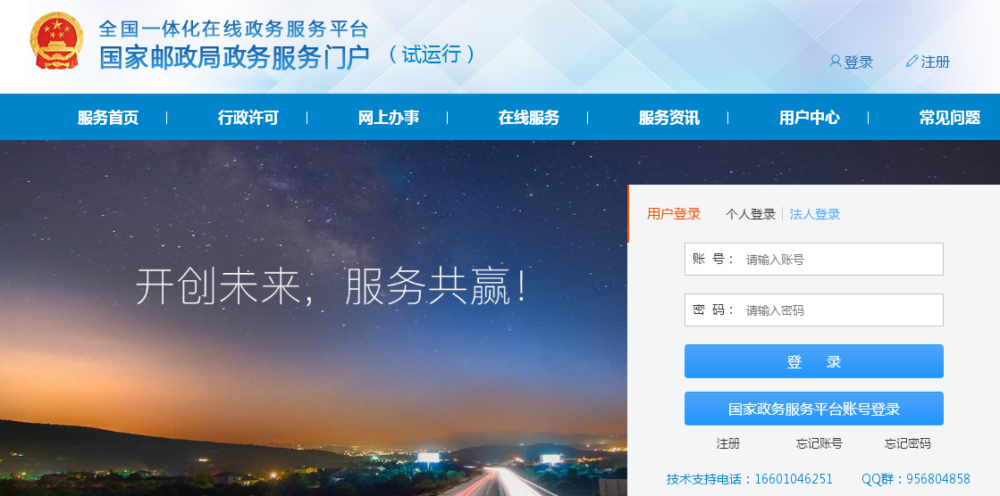 全国一体化在线政务服务平台
国家邮政局政务服务门户 （试运行）
登录 注册
服务首页 行政许可 网上办事 在线服务 服务资讯 用户中心 常见问题
用户登录 个人登录 法人登录
开创未来，服务共赢！
账 号： 请输入账号
密 码： 请输入密码
登 录
国家政务服务平台账号登录
注册 忘记账号 忘记密码
技术支持电话：16601046251 QQ群：956804858